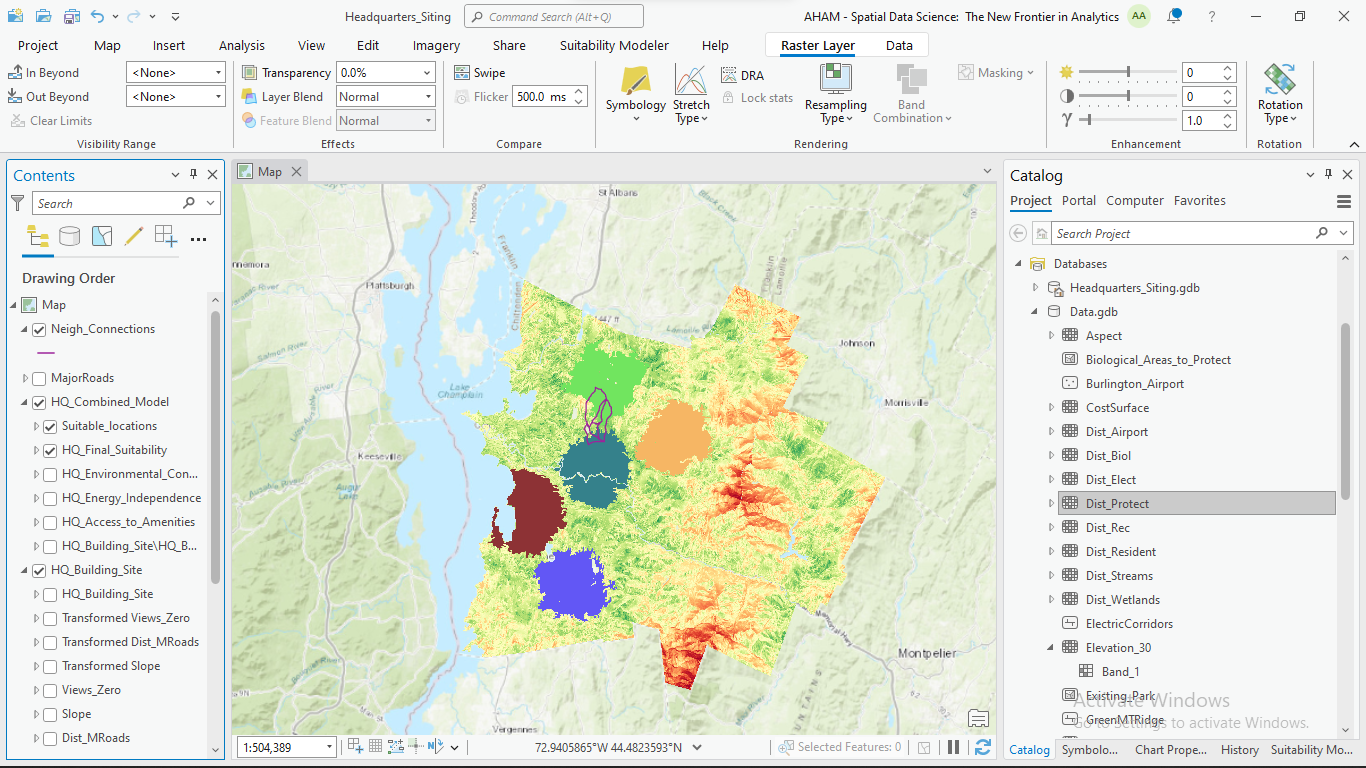 Headquarters_Siting
Command Search (Alt+Q)
AHAM - Spatial Data Science: The New Frontier in Analytics
AA
?
Project Map Insert Analysis View Edit Imagery Share Suitability Modeler Help Raster Layer Data
In Beyond <None>
Out Beyond <None>
Clear Limits
Visibility Range
Transparency 0.0%
Layer Blend Normal
Feature Blend Normal
Effects
Swipe
Flicker 500.0 ms
Compare
Symbology
Stretch
Type
DRA
Lock stats
Resampling
Type
Band
Combination
Masking
Rendering
0
0
γ 1.0
Enhancement
Rotation
Type
Rotation
Contents
Search
Drawing Order
Map
Neigh_Connections
MajorRoads
HQ_Combined_Model
Suitable_locations
HQ_Final_Suitability
HQ_Environmental_Con...
HQ_Energy_Independence
HQ_Access_to_Amenities
HQ_Building_Site\HQ_B...
HQ_Building_Site
HQ_Building_Site
Transformed Views_Zero
Transformed Dist_MRoads
Transformed Slope
Views_Zero
Slope
Dist_MRoads
Map
St Albans
Franklin
Chittenden
Franklin
Lamoille
nnemora
Plattsburgh
1447 ft
Johnson
Lake
Champlain
Morrisville
Keeseville
Montpelier
Vergennes
1:504,389
72.9405865°W 44.4823593°N
Selected Features: 0
Catalog
Project Portal Computer Favorites
Search Project
Databases
Headquarters_Siting.gdb
Data.gdb
Aspect
Biological_Areas_to_Protect
Burlington_Airport
CostSurface
Dist_Airport
Dist_Biol
Dist_Elect
Dist_Protect
Dist_Rec
Dist_Resident
Dist_Streams
Dist_Wetlands
ElectricCorridors
Elevation_30
Band_1
Existing_Park
GreenMTRidge
Activate Windows
Go to Settings to activate Windows.
Catalog Symbolo... Chart Prope... History Suitability Mo...